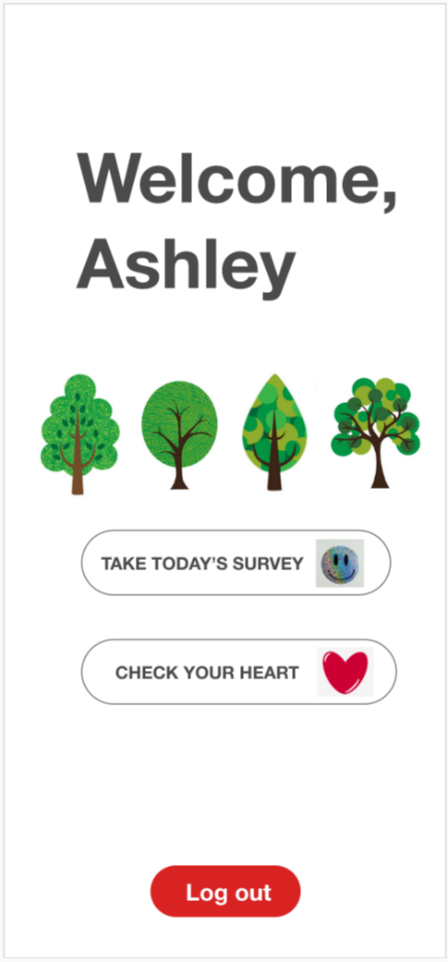 Welcome,
Ashley
TAKE TODAY’S SURVEY
CHECK YOUR HEART
Log out